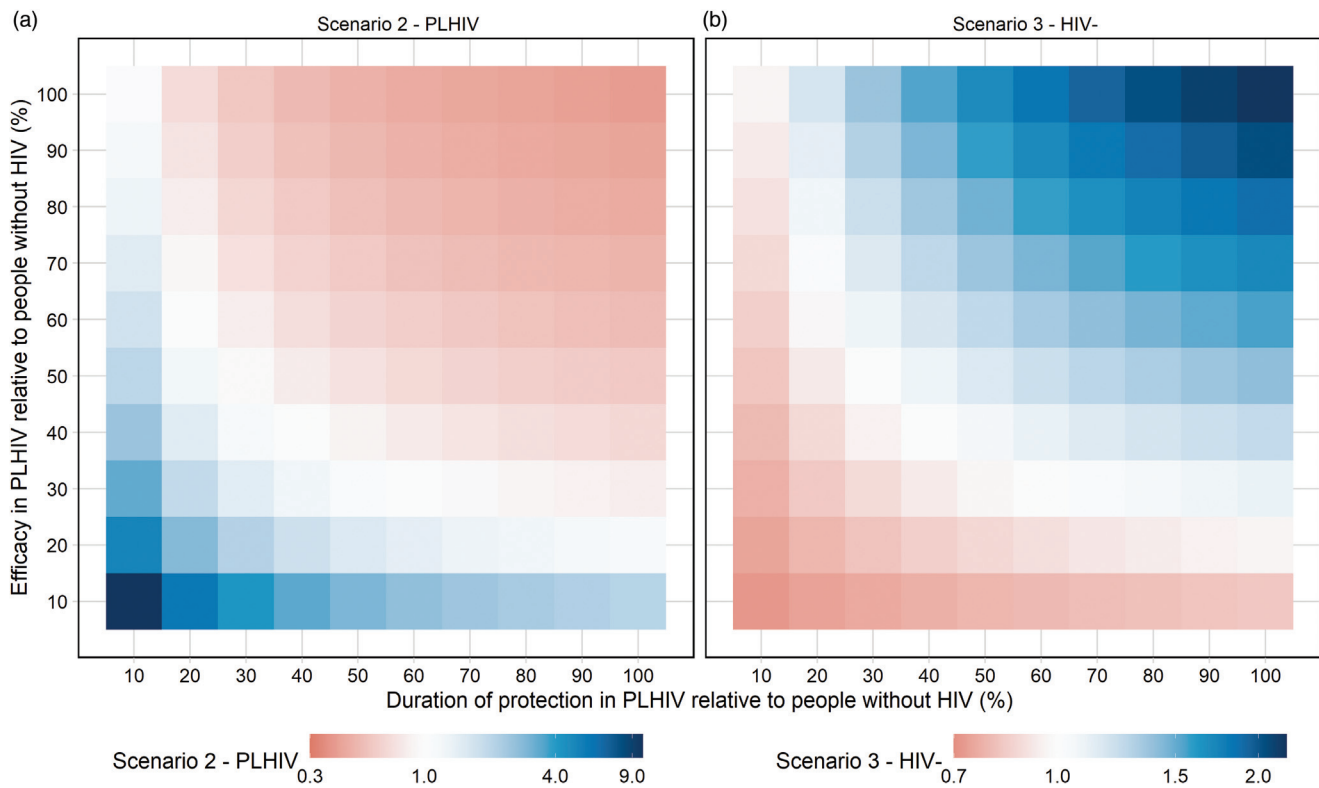 (a)
Scenario 2 - PLHIV
(b)
Scenario 3 - HIV-
Efficacy in PLHIV relative to people without HIV (%)
100
90
80
70
60
50
40
30
20
10
10 20 30 40 50 60 70 80 90 100
10 20 30 40 50 60 70 80 90 100
Duration of protection in PLHIV relative to people without HIV (%)
Scenario 2 - PLHIV
0.3 1.0 4.0 9.0
Scenario 3 - HIV-
0.7 1.0 1.5 2.0